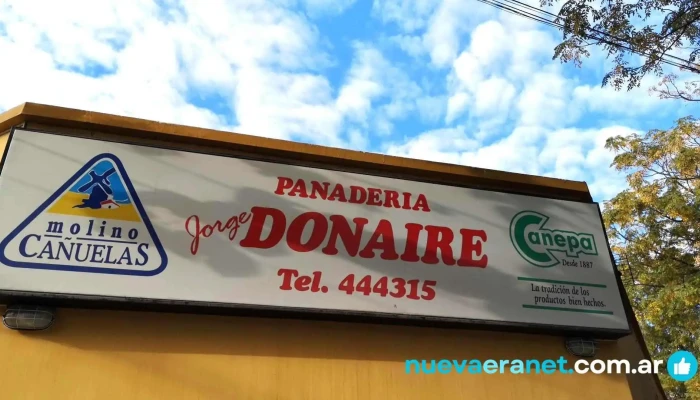 molino
CAÑUELAS
PANADERIA
Jorge DONAIRE
Tel. 444315
Canepa
Desde 1887
La tradición de los
productos bien hechos.
nuevaeranet.com.ar